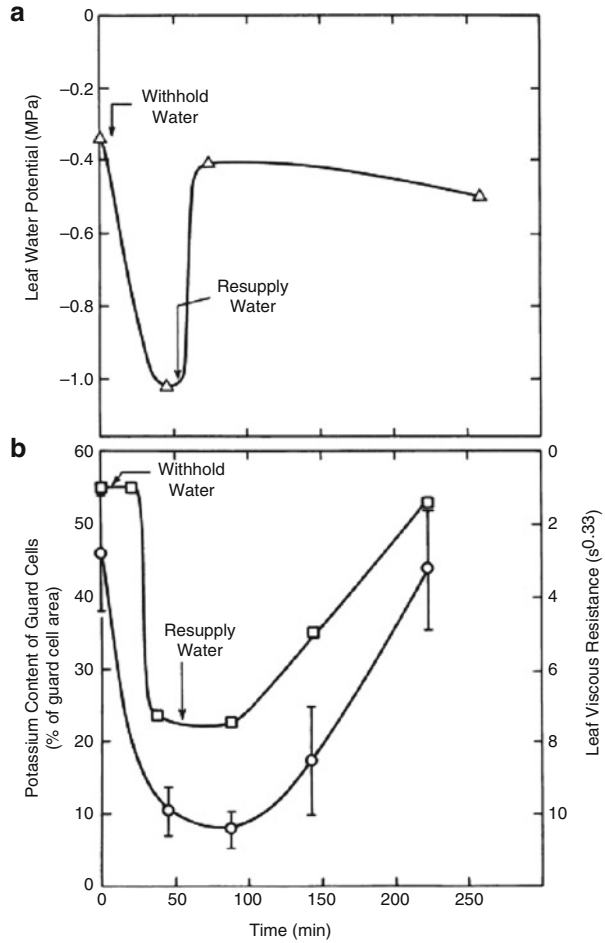 a
0
–0.2
–0.4
–0.6
–0.8
–1.0
Leaf Water Potential (MPa)
Withhold
Water
Resupply
Water
b
60
50
40
30
20
10
0
Potassium Content of Guard Cells
(% of guard cell area)
Withhold
Water
Resupply
Water
0
2
4
6
8
10
Leaf Viscous Resistance (s0.33)
0
50
100
150
200
250
Time (min)